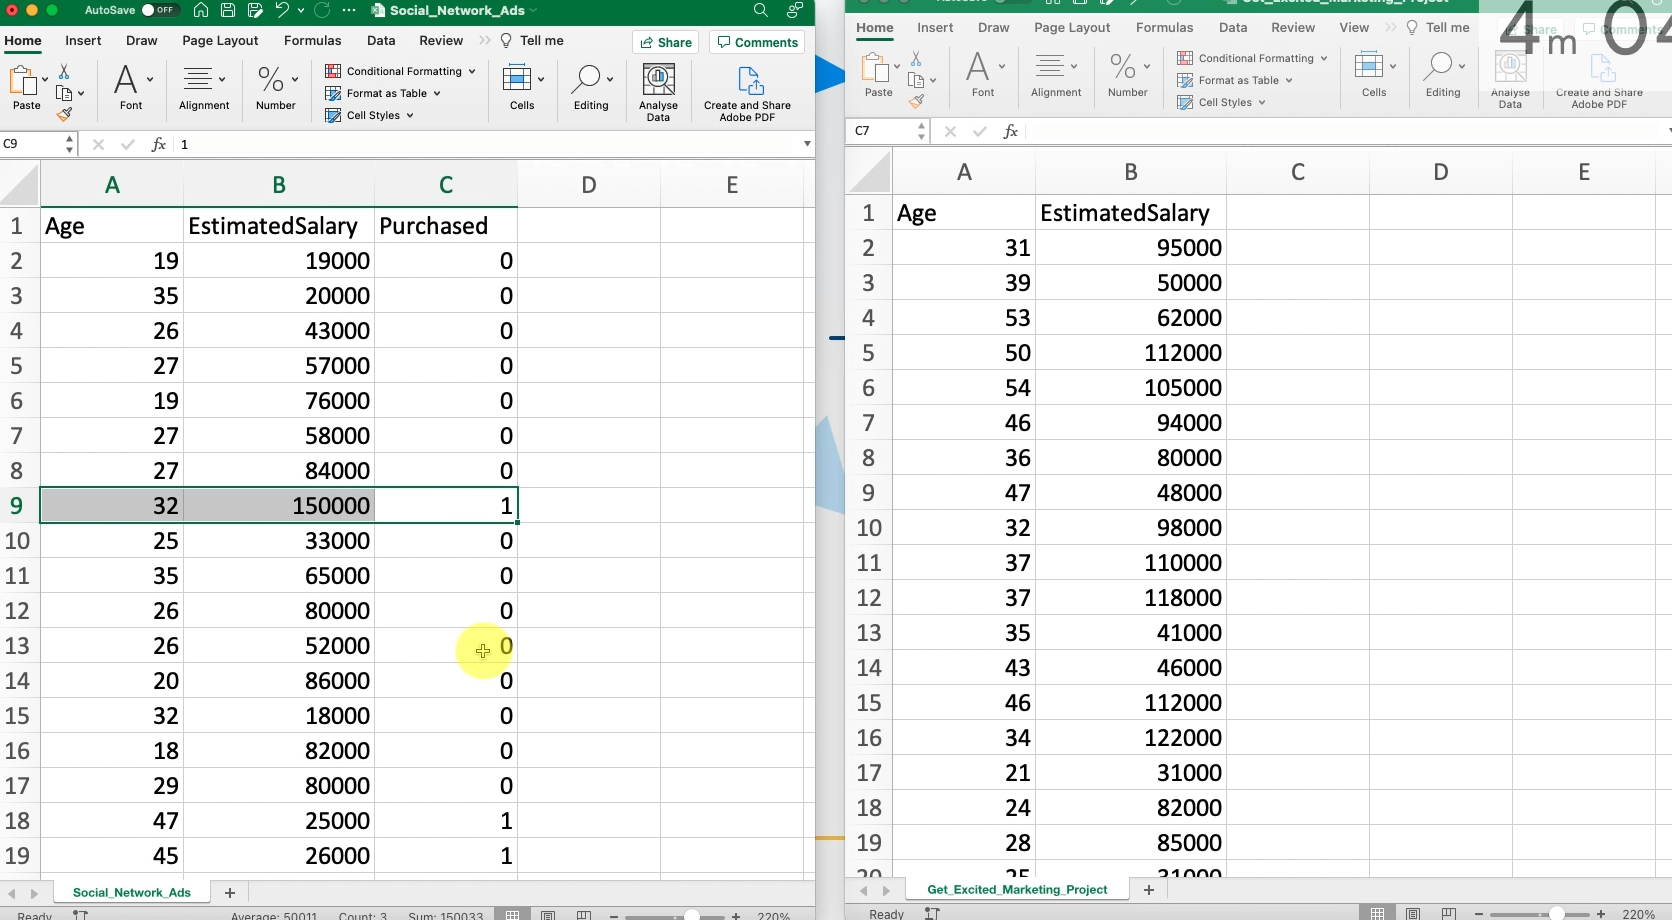 AutoSave OFF Social_Network_Ads
Home Insert Draw Page Layout Formulas Data Review Tell me Share Comments
Paste Font Alignment Number Conditional Formatting Format as Table Cell Styles Cells Editing Analyse Data Create and Share Adobe PDF
C9 fx 1
A B C D E
1 Age EstimatedSalary Purchased
2 19 19000 0
3 35 20000 0
4 26 43000 0
5 27 57000 0
6 19 76000 0
7 27 58000 0
8 27 84000 0
9 32 150000 1
10 25 33000 0
11 35 65000 0
12 26 80000 0
13 26 52000 0
14 20 86000 0
15 32 18000 0
16 18 82000 0
17 29 80000 0
18 47 25000 1
19 45 26000 1
Social_Network_Ads +
Ready Average: 50011 Count: 3 Sum: 150033 220%
Get_Excited_Marketing_Project
4m 04
Home Insert Draw Page Layout Formulas Data Review View Tell me Share Comments
Paste Font Alignment Number Conditional Formatting Format as Table Cell Styles Cells Editing Analyse Data Create and Share Adobe PDF
C7 fx
A B C D E
1 Age EstimatedSalary
2 31 95000
3 39 50000
4 53 62000
5 50 112000
6 54 105000
7 46 94000
8 36 80000
9 47 48000
10 32 98000
11 37 110000
12 37 118000
13 35 41000
14 43 46000
15 46 112000
16 34 122000
17 21 31000
18 24 82000
19 28 85000
20 25 31000
Get_Excited_Marketing_Project +
Ready 220%